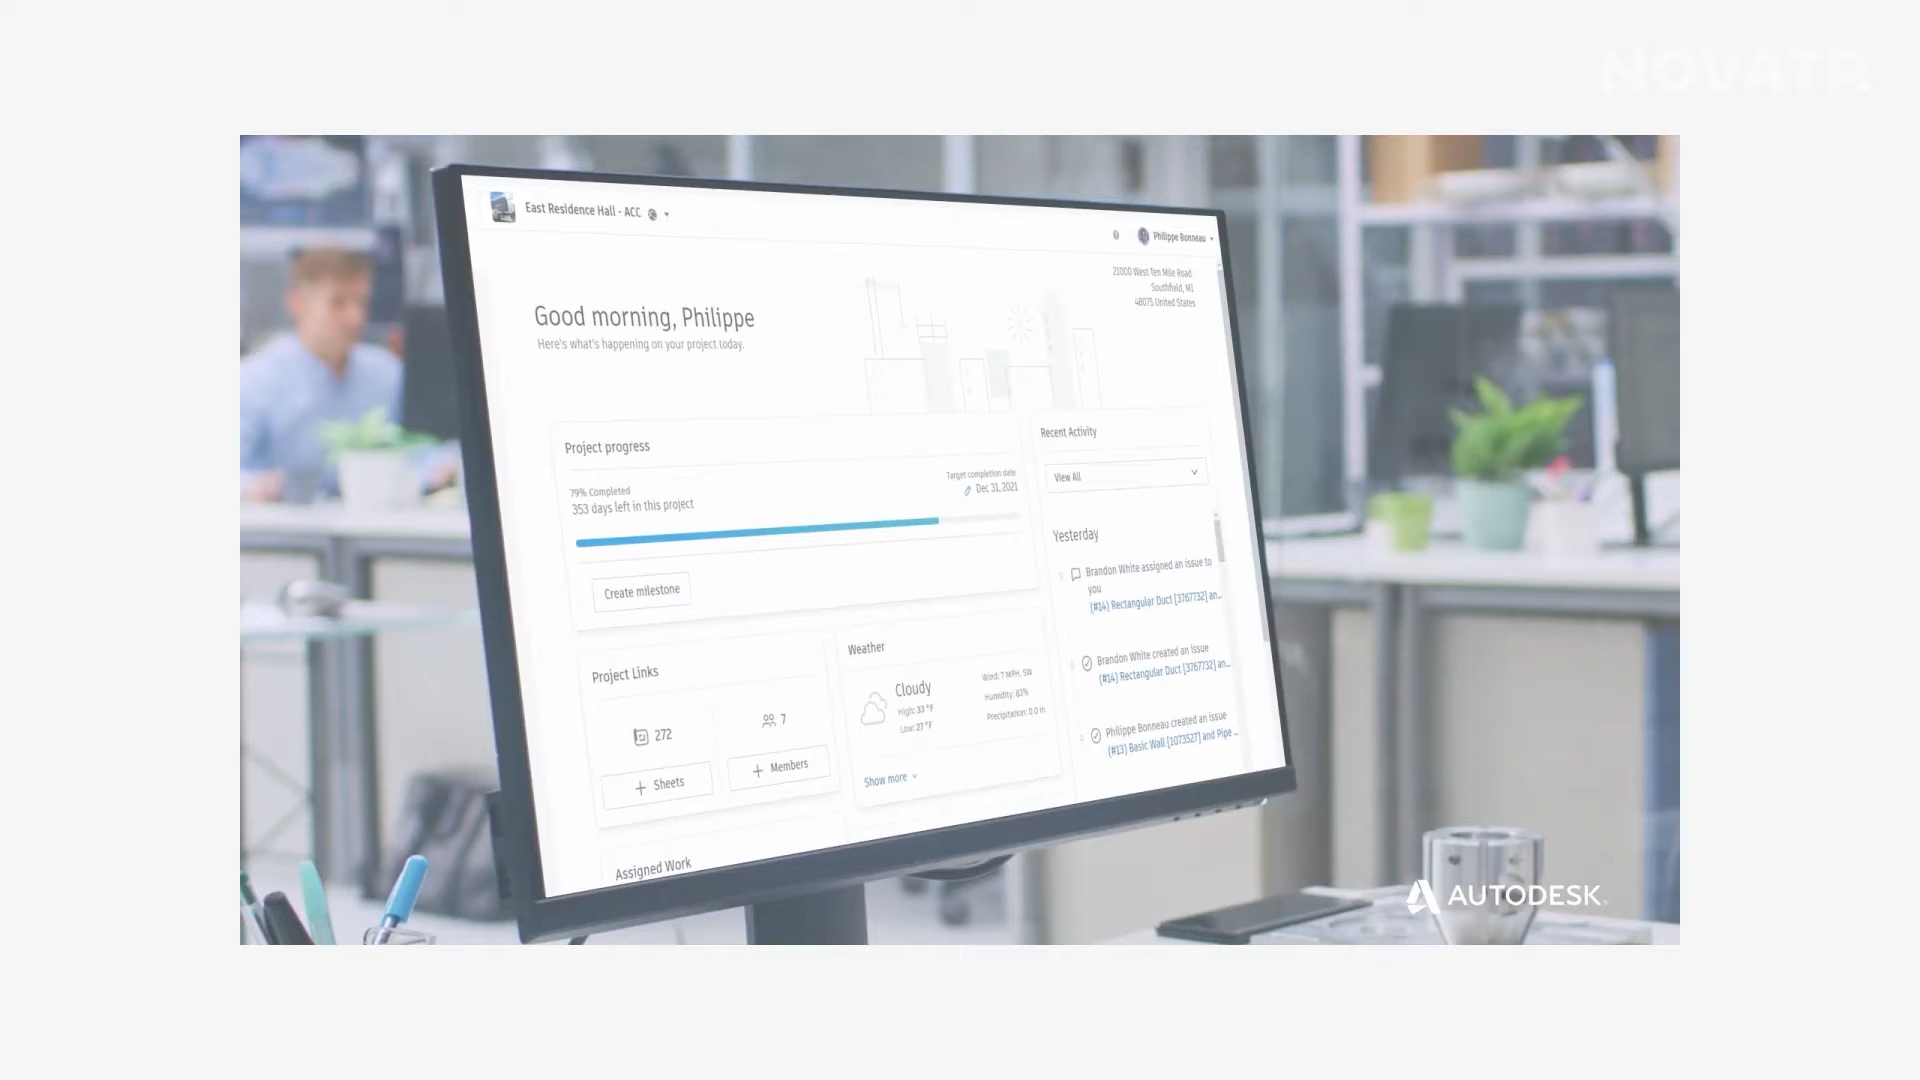 NOVATR
East Residence Hall - ACC
Philippe Bonneau
21000 West Ten Mile Road
Southfield, MI
48075 United States
Good morning, Philippe
Here's what's happening on your project today.
Project progress
79% Completed
353 days left in this project
Target completion date
Dec 31, 2021
Create milestone
Recent Activity
View All
Yesterday
Brandon White assigned an issue to
you
(#14) Rectangular Duct [3767732] an...
Brandon White created an issue
(#14) Rectangular Duct [3767732] an...
Philippe Bonneau created an issue
(#13) Basic Wall [1073527] and Pipe ...
Project Links
272
+ Sheets
7
+ Members
Weather
Cloudy
High: 33 °F
Low: 27 °F
Wind: 7 MPH, SW
Humidity: 83%
Precipitation: 0.0 in
Show more
Assigned Work
AUTODESK